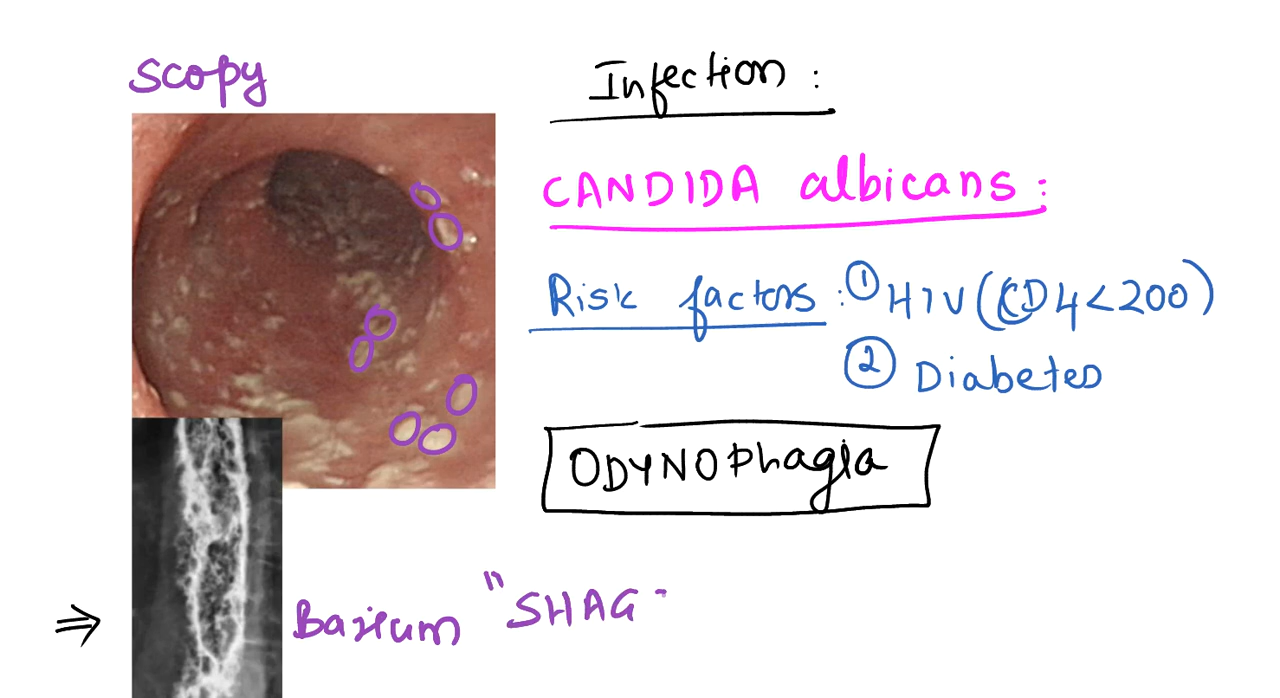 scopy
Infection :
CANDIDA albicans :
Risk factors : ① HIV (CD4 < 200)
② Diabetes
ODYNOPhagia
⇒ Barium "SHAG